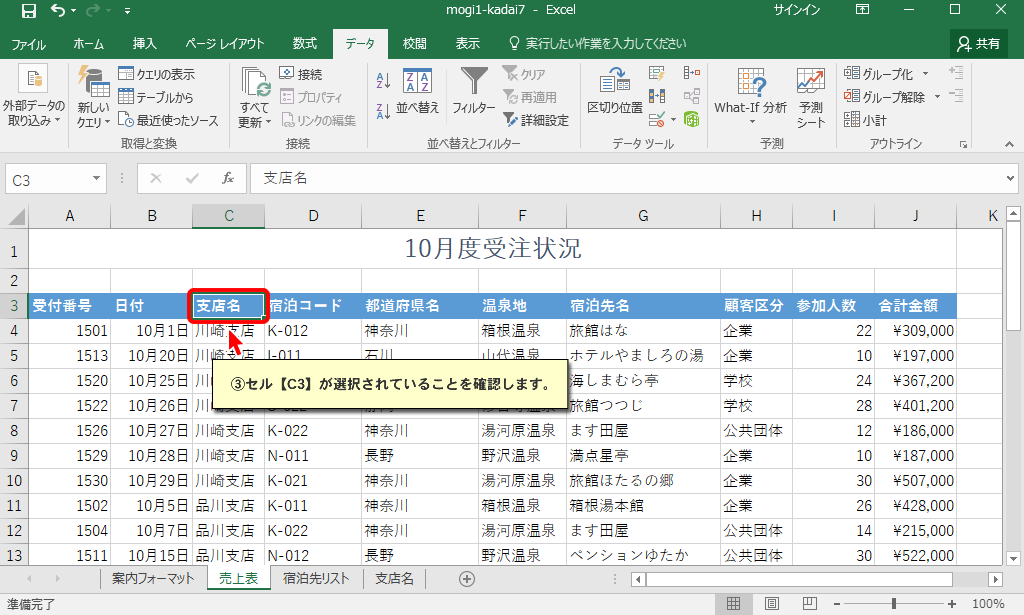 mogi1-kadai7 - Excel
サインイン
ファイル ホーム 挿入 ページ レイアウト 数式 データ 校閲 表示 実行したい作業を入力してください 共有
外部データの取り込み
新しいクエリ
クエリの表示
テーブルから
最近使ったソース
取得と変換
すべて更新
接続
プロパティ
リンクの編集
接続
並べ替え
フィルター
クリア
再適用
詳細設定
並べ替えとフィルター
区切り位置
データ ツール
What-If 分析
予測シート
予測
グループ化
グループ解除
小計
アウトライン
C3 fx 支店名
A B C D E F G H I J K
1 10月度受注状況
2
3 受付番号 日付 支店名 宿泊コード 都道府県名 温泉地 宿泊先名 顧客区分 参加人数 合計金額
4 1501 10月1日 川崎支店 K-012 神奈川 箱根温泉 旅館はな 企業 22 ¥309,000
5 1513 10月20日 川崎支店 I-011 石川 山代温泉 ホテルやましろの湯 企業 10 ¥197,000
③セル【C3】が選択されていることを確認します。
6 1520 10月25日 海しまむら亭 学校 24 ¥367,200
7 1522 10月26日 旅館つつじ 学校 28 ¥401,200
8 1526 10月27日 川崎支店 K-022 神奈川 湯河原温泉 ます田屋 公共団体 12 ¥186,000
9 1529 10月28日 川崎支店 N-011 長野 野沢温泉 満点星亭 企業 10 ¥187,000
10 1530 10月29日 川崎支店 K-021 神奈川 湯河原温泉 旅館ほたるの郷 企業 30 ¥507,000
11 1502 10月5日 品川支店 K-011 神奈川 箱根温泉 箱根湯本館 企業 26 ¥428,000
12 1504 10月7日 品川支店 K-022 神奈川 湯河原温泉 ます田屋 公共団体 14 ¥215,000
13 1511 10月15日 品川支店 N-012 長野 野沢温泉 ペンションゆたか 公共団体 30 ¥522,000
案内フォーマット 売上表 宿泊先リスト 支店名
準備完了 100%